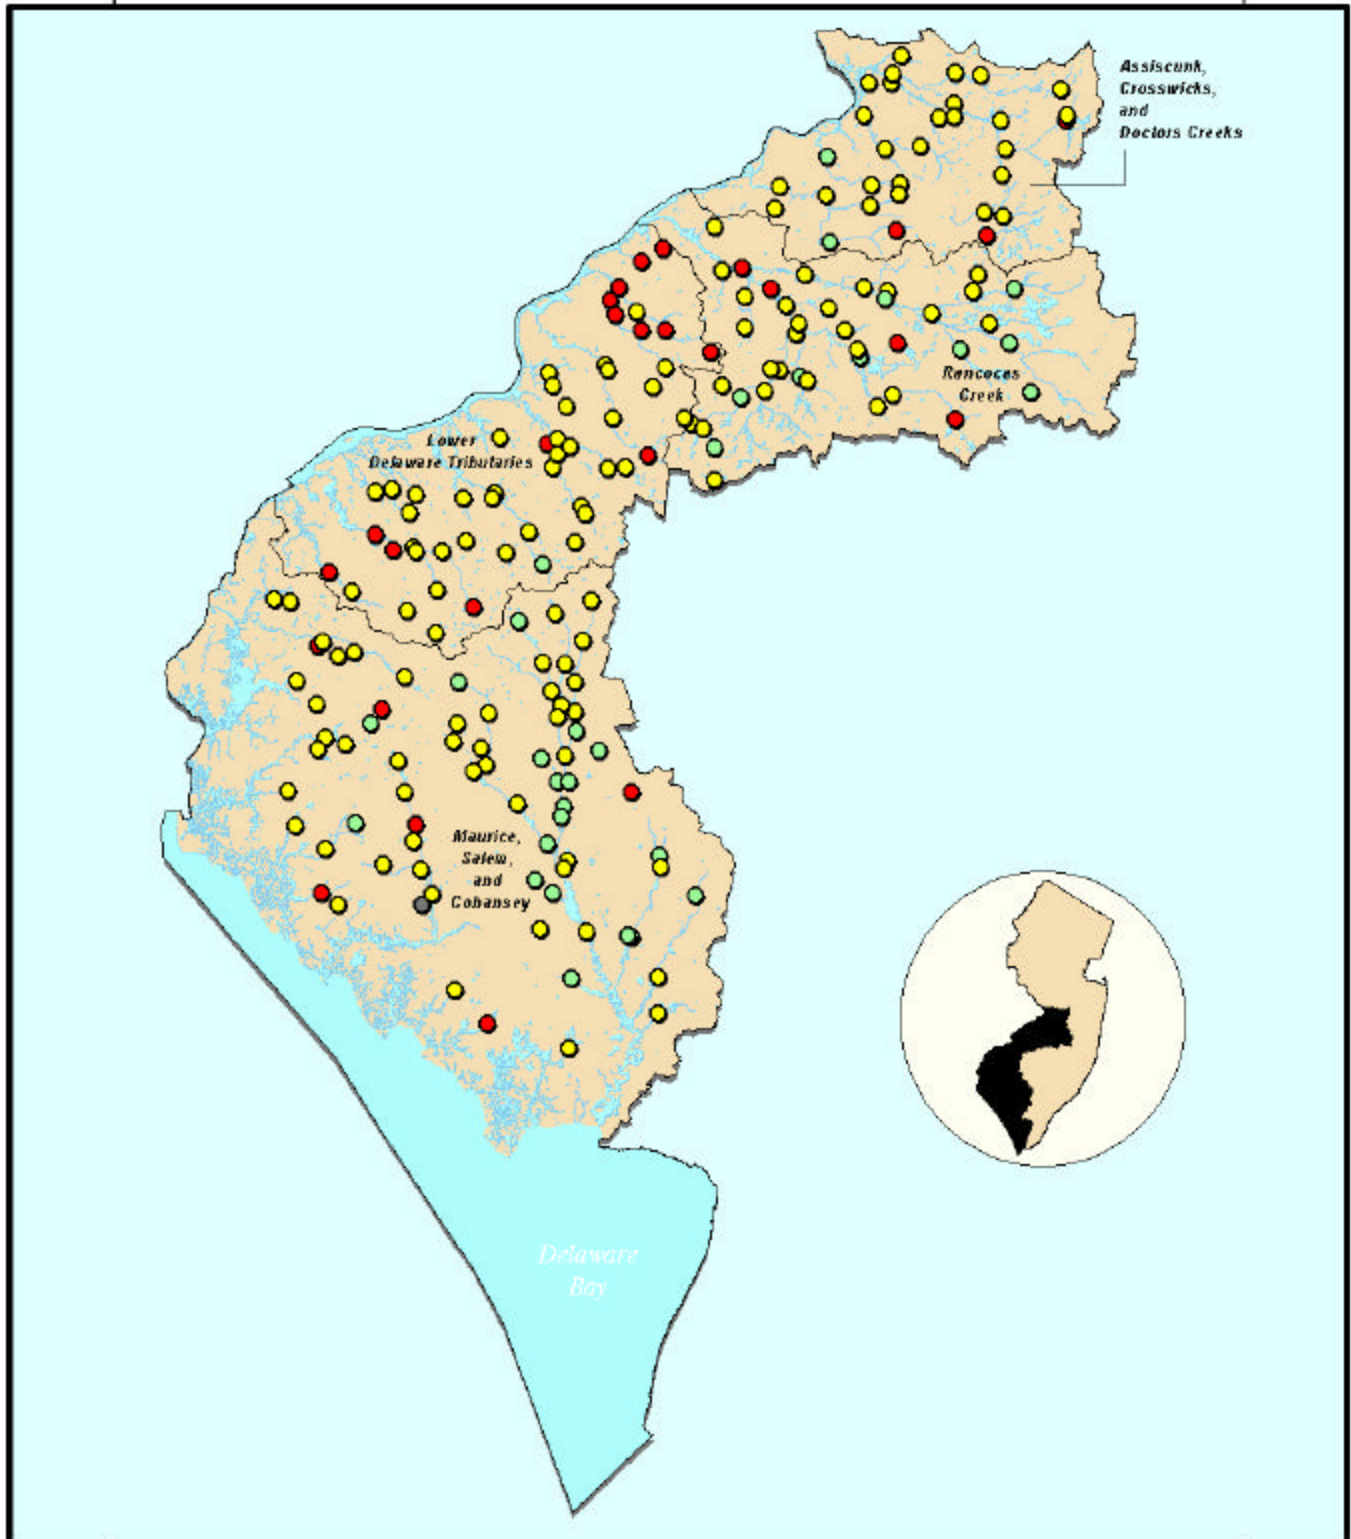 Assiscunk,
Crosswicks,
and
Doctors Creeks
Rancocas
Creek
Lower
Delaware Tributaries
Maurice,
Salem,
and
Cohansey
Delaware
Bay